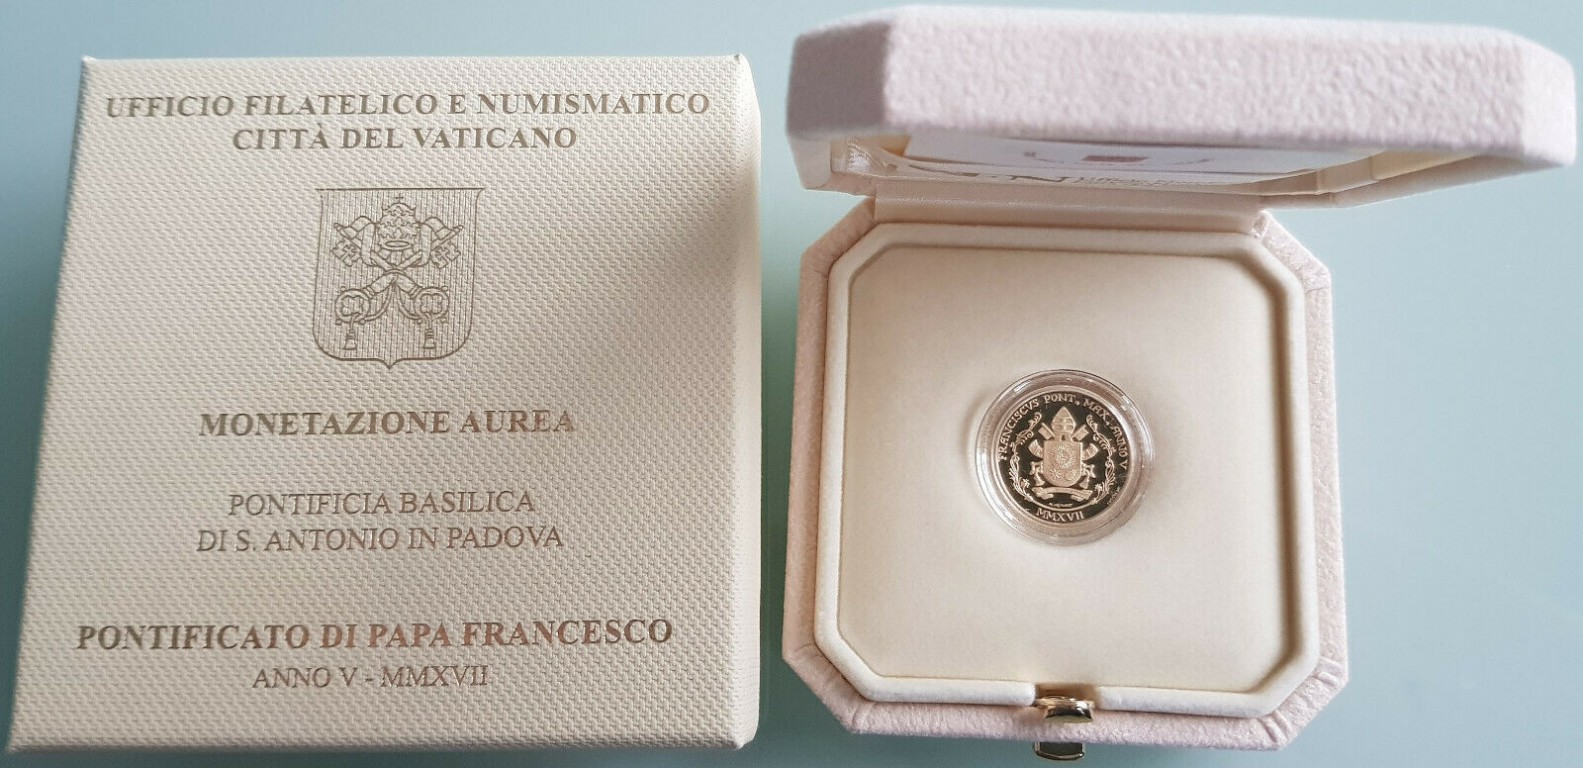 UFFICIO FILATELICO E NUMISMATICO
CITTÀ DEL VATICANO
MONETAZIONE AUREA
PONTIFICIA BASILICA
DI S. ANTONIO IN PADOVA
PONTIFICATO DI PAPA FRANCESCO
ANNO V - MMXVII
FRANCISCVS PONT. MAX. ANNO V
MMXVII